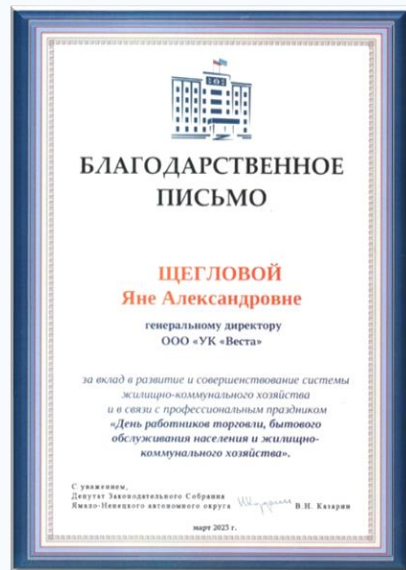 БЛАГОДАРСТВЕННОЕ
ПИСЬМО
ЩЕГЛОВОЙ
Яне Александровне
генеральному директору
ООО «УК «Веста»
за вклад в развитие и совершенствование системы
жилищно-коммунального хозяйства
и в связи с профессиональным праздником
«День работников торговли, бытового
обслуживания населения и жилищно-
коммунального хозяйства».
С уважением,
Депутат Законодательного Собрания
Ямало-Ненецкого автономного округа В.Н. Казарин
март 2023 г.